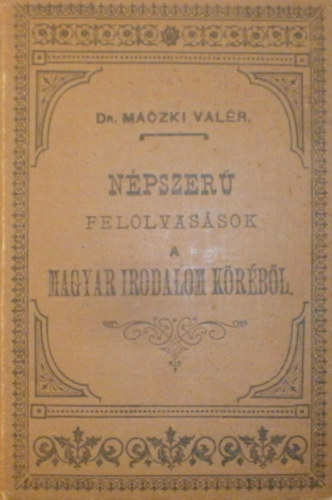 Dr. MACZKI VALÉR.
NÉPSZERŰ
FELOLVASÁSOK
A
MAGYAR IRODALOM KÖRÉBŐL.